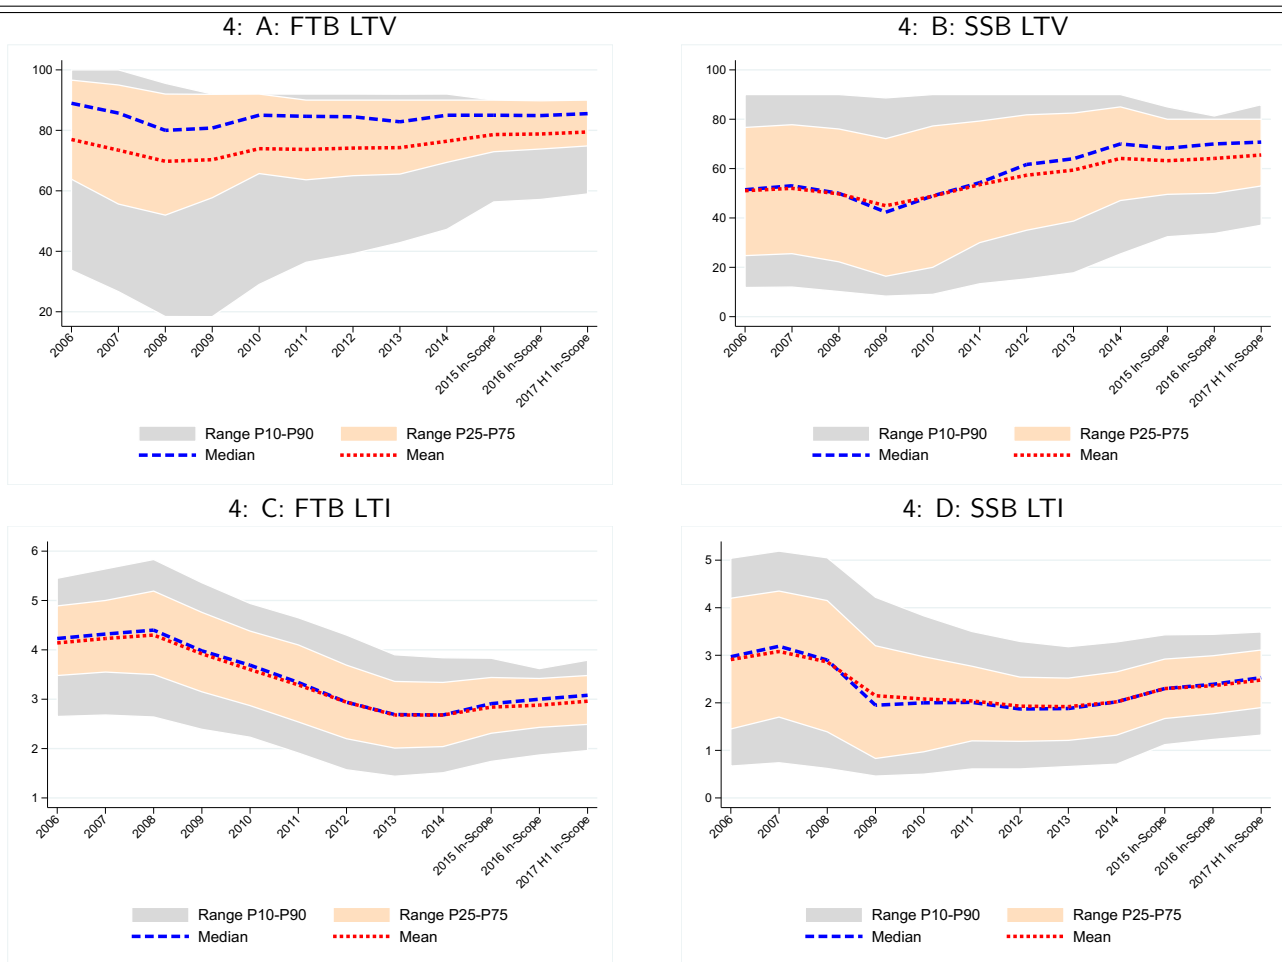 4: A: FTB LTV
100
80
60
40
20
2006
2007
2008
2009
2010
2011
2012
2013
2014
2015 In-Scope
2016 In-Scope
2017 H1 In-Scope
Range P10-P90
Range P25-P75
Median
Mean
4: B: SSB LTV
100
80
60
40
20
0
2006
2007
2008
2009
2010
2011
2012
2013
2014
2015 In-Scope
2016 In-Scope
2017 H1 In-Scope
Range P10-P90
Range P25-P75
Median
Mean
4: C: FTB LTI
6
5
4
3
2
1
2006
2007
2008
2009
2010
2011
2012
2013
2014
2015 In-Scope
2016 In-Scope
2017 H1 In-Scope
Range P10-P90
Range P25-P75
Median
Mean
4: D: SSB LTI
5
4
3
2
1
0
2006
2007
2008
2009
2010
2011
2012
2013
2014
2015 In-Scope
2016 In-Scope
2017 H1 In-Scope
Range P10-P90
Range P25-P75
Median
Mean